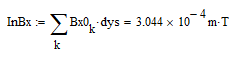 InBx := ∑ Bx0ₖ·dys = 3.044 × 10⁻⁴ m·T
k